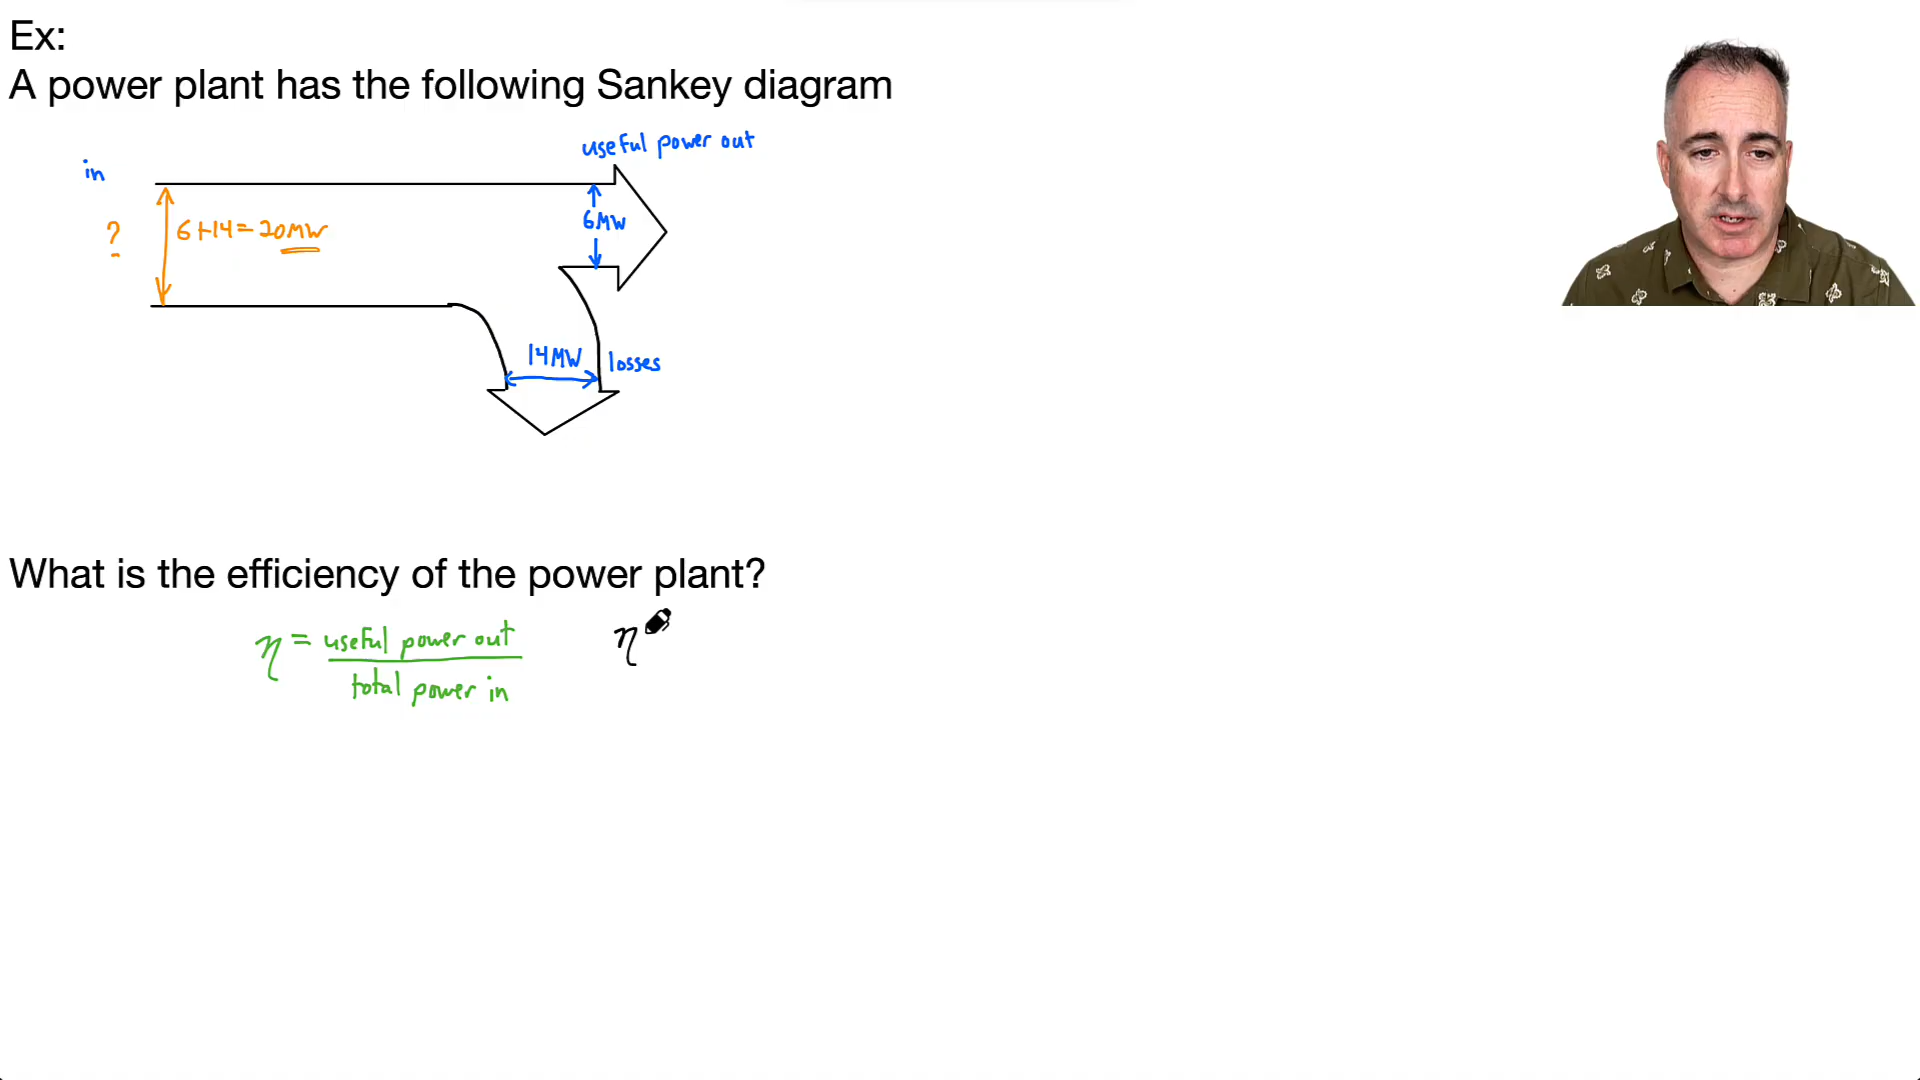 Ex:
A power plant has the following Sankey diagram
useful power out
in
?
6+14=20MW
6MW
14MW
losses
What is the efficiency of the power plant?
η = useful power out
total power in
η